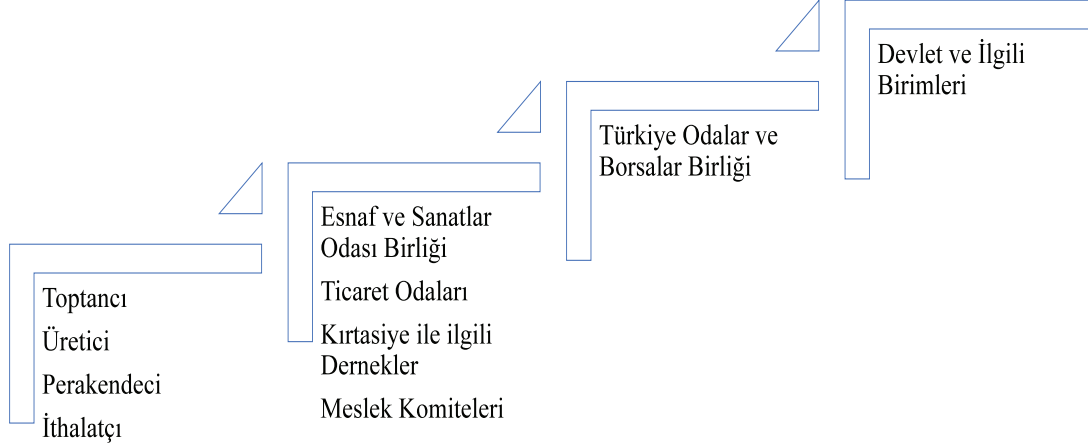 Toptancı
Üretici
Perakendeci
İthalatçı
Esnaf ve Sanatlar
Odası Birliği
Ticaret Odaları
Kırtasiye ile ilgili
Dernekler
Meslek Komiteleri
Türkiye Odalar ve
Borsalar Birliği
Devlet ve İlgili
Birimleri